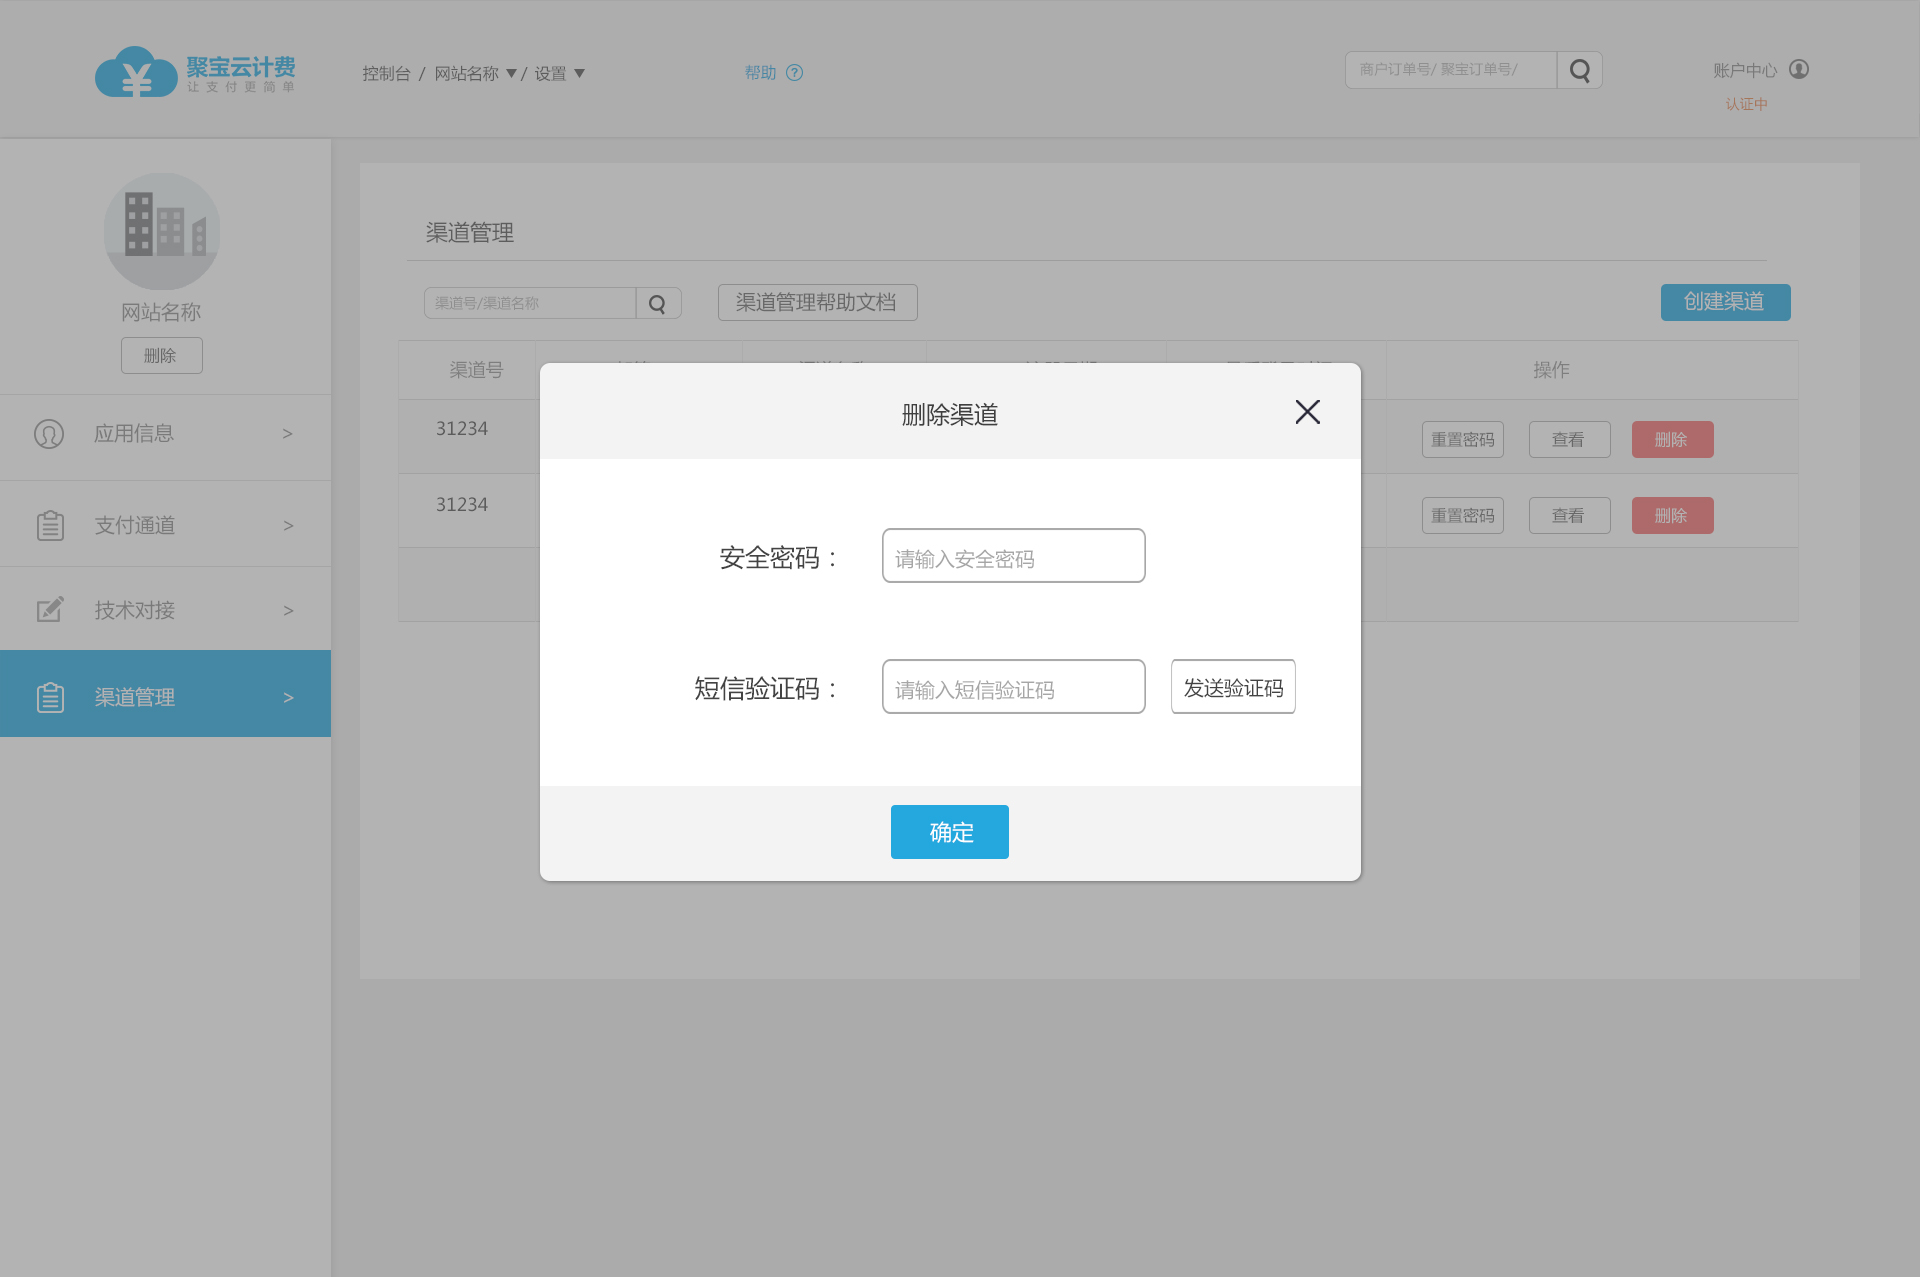 聚宝云计费
让支付更简单
控制台 / 网站名称 ▼/ 设置 ▼
帮助 ?
商户订单号/ 聚宝订单号/
账户中心
认证中
网站名称
删除
应用信息 >
支付通道 >
技术对接 >
渠道管理 >
渠道管理
渠道号/渠道名称
渠道管理帮助文档
创建渠道
渠道号 操作
31234 重置密码 查看 删除
31234 重置密码 查看 删除
删除渠道
安全密码：
请输入安全密码
短信验证码：
请输入短信验证码
发送验证码
确定